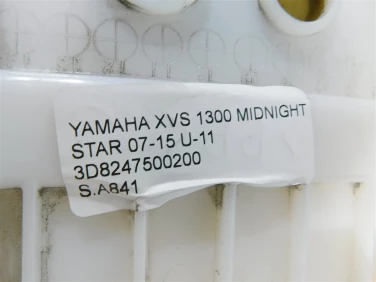 YAMAHA XVS 1300 MIDNIGHT
STAR 07-15 U-11
3D8247500200
S.A841